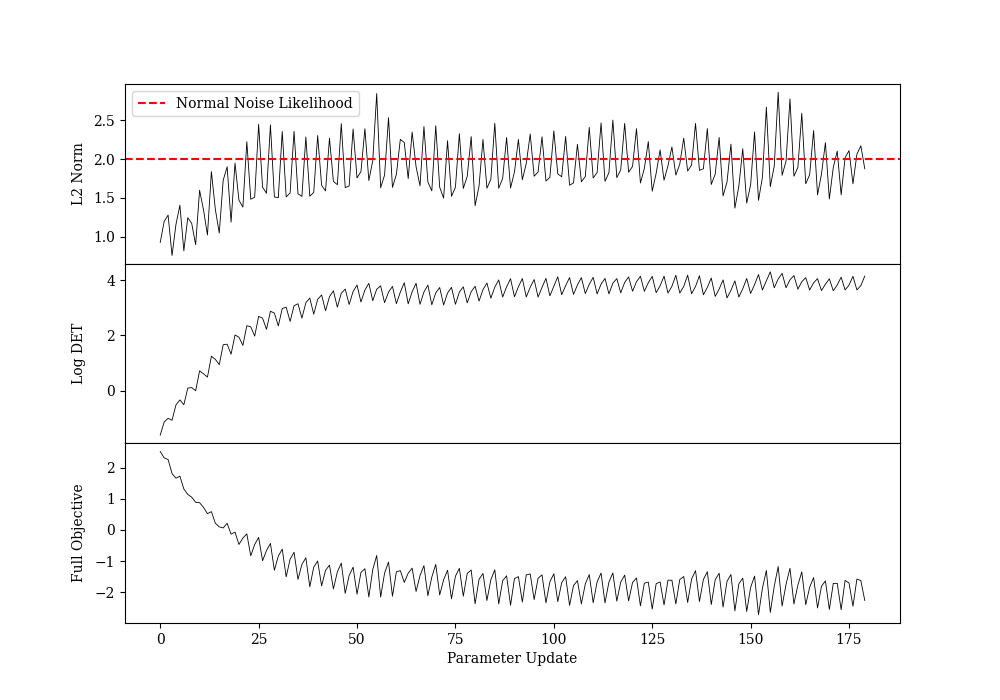 Normal Noise Likelihood
L2 Norm
2.5
2.0
1.5
1.0
Log DET
4
2
0
Full Objective
2
1
0
−1
−2
0 25 50 75 100 125 150 175
Parameter Update